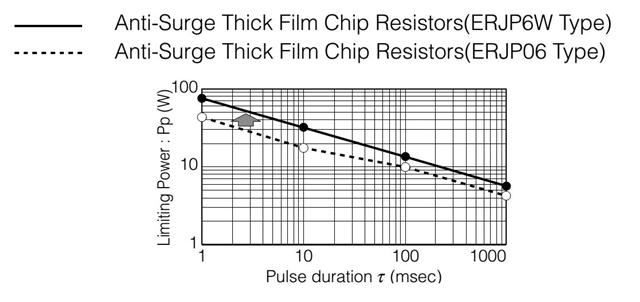 Anti-Surge Thick Film Chip Resistors(ERJP6W Type)
Anti-Surge Thick Film Chip Resistors(ERJP06 Type)
100
10
1
Limiting Power : Pp (W)
1 10 100 1000
Pulse duration τ (msec)